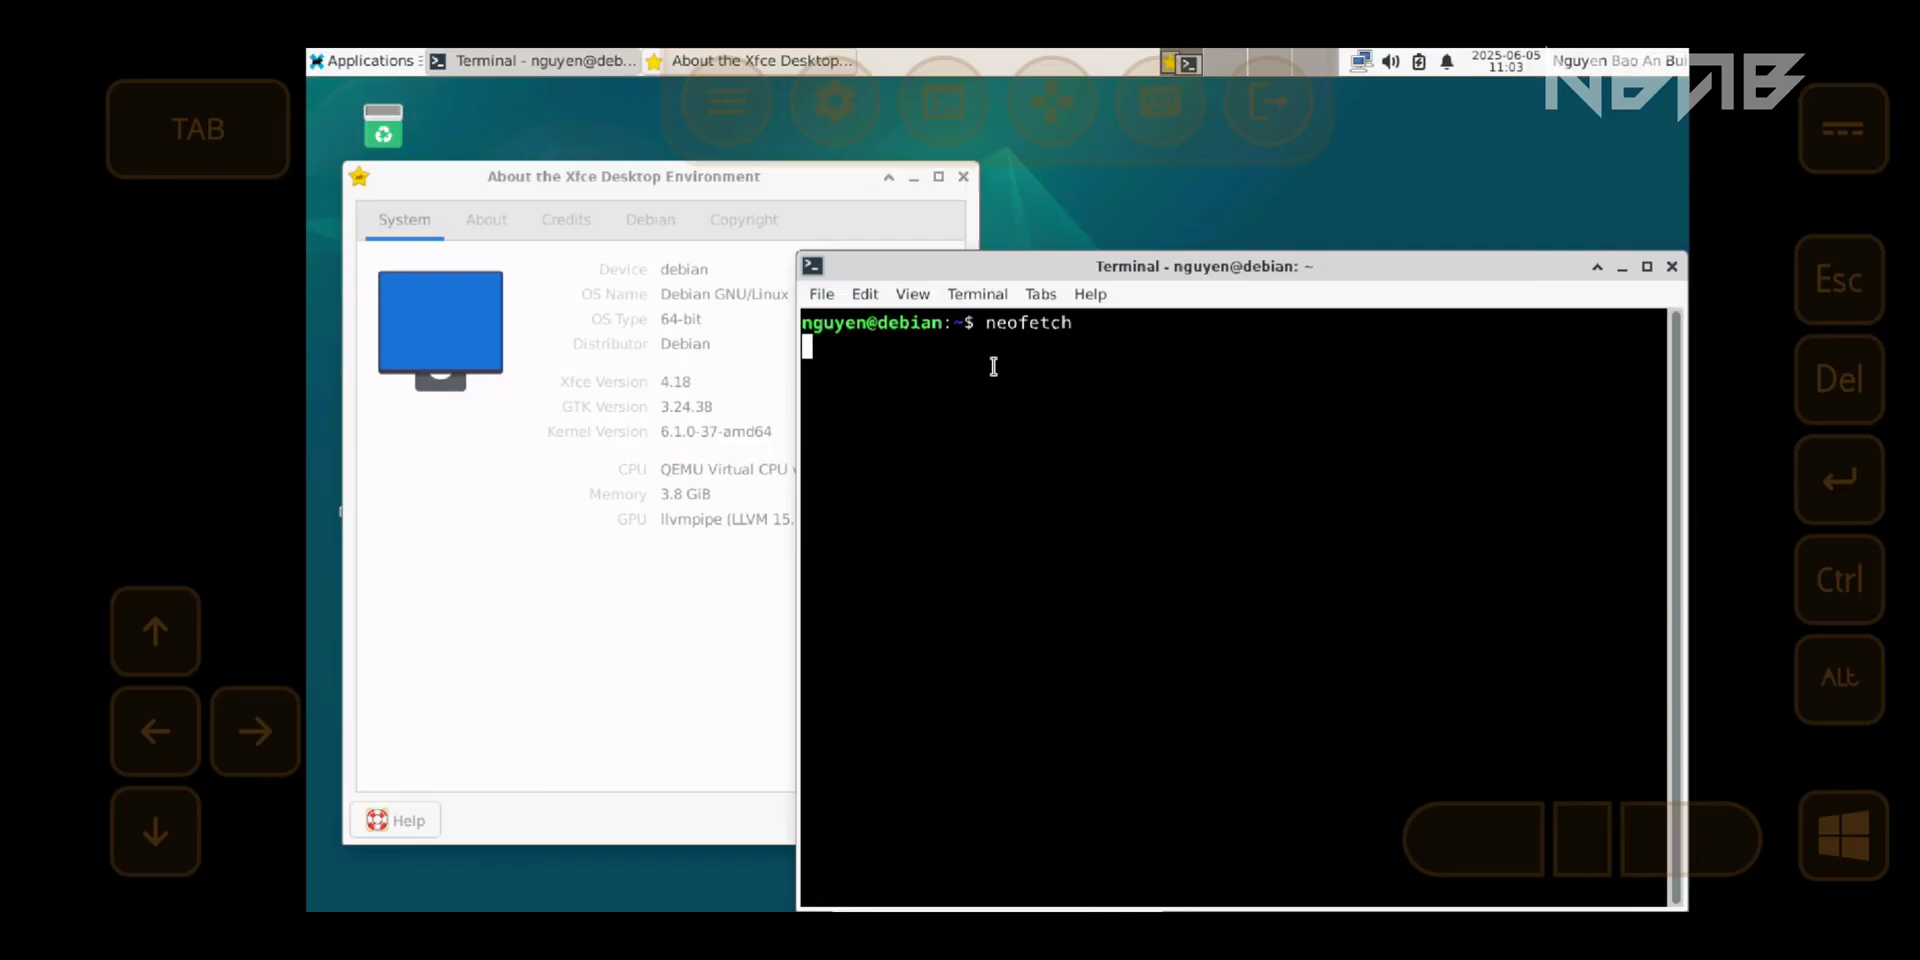 Applications
Terminal - nguyen@deb...
About the Xfce Desktop...
2025-06-05
11:03
Nguyen Bao An Bui
NBAB
TAB
About the Xfce Desktop Environment
System
About
Credits
Debian
Copyright
Device debian
OS Name Debian GNU/Linux
OS Type 64-bit
Distributor Debian
Xfce Version 4.18
GTK Version 3.24.38
Kernel Version 6.1.0-37-amd64
CPU QEMU Virtual CPU
Memory 3.8 GiB
GPU llvmpipe (LLVM 15.
Help
Terminal - nguyen@debian: ~
File Edit View Terminal Tabs Help
nguyen@debian:~$ neofetch
Esc
Del
Ctrl
ALt